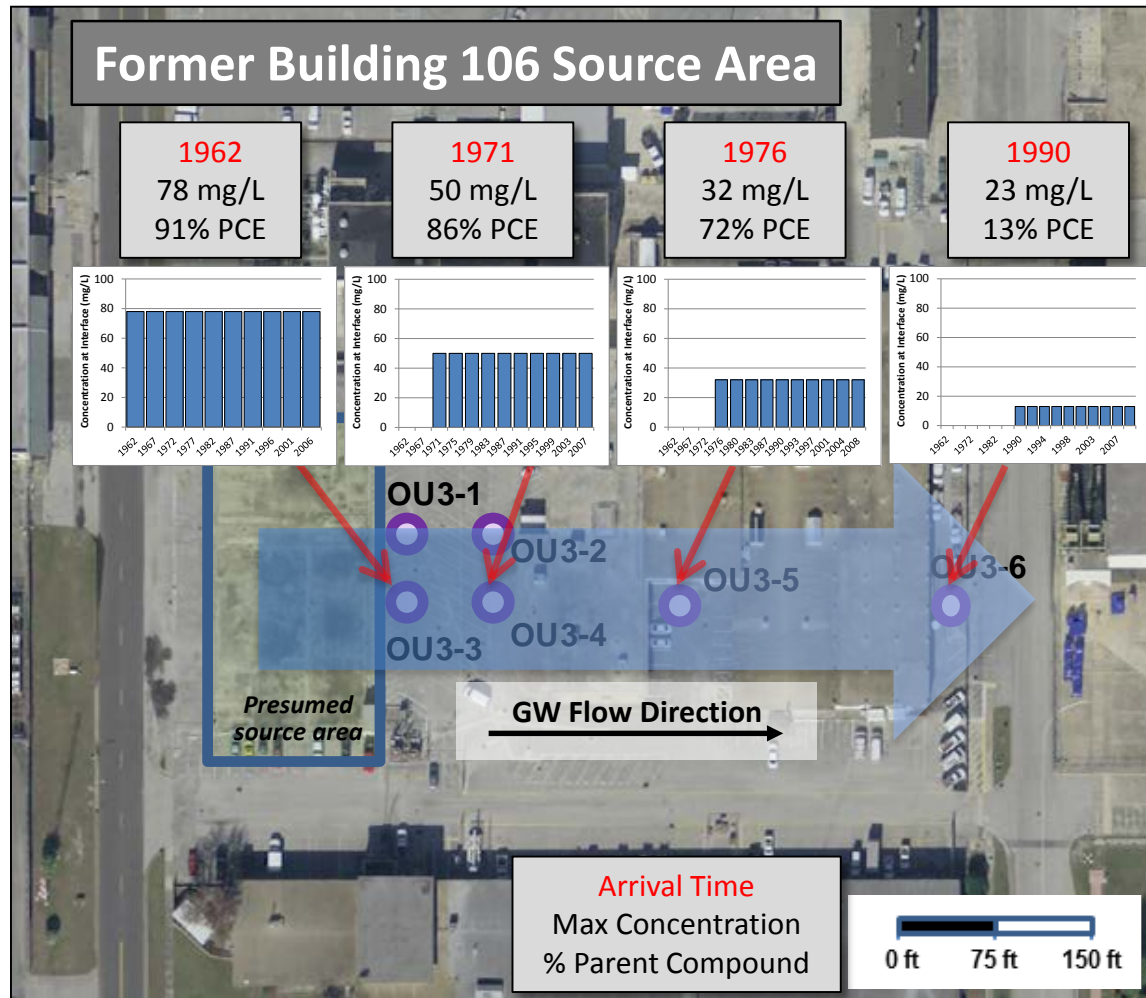 Former Building 106 Source Area
1962
78 mg/L
91% PCE
1971
50 mg/L
86% PCE
1976
32 mg/L
72% PCE
1990
23 mg/L
13% PCE
Concentration at Interface (mg/L)
100
80
60
40
20
0
1962
1967
1972
1977
1982
1987
1991
1996
2001
2006
Concentration at Interface (mg/L)
100
80
60
40
20
0
1962
1967
1971
1975
1979
1983
1987
1991
1995
1999
2003
2007
Concentration at Interface (mg/L)
100
80
60
40
20
0
1962
1967
1972
1976
1980
1983
1987
1990
1993
1997
2001
2004
2008
Concentration at Interface (mg/L)
100
80
60
40
20
0
1962
1972
1982
1990
1994
1998
2003
2007
OU3-1
OU3-2
OU3-5
OU3-6
OU3-3
OU3-4
Presumed
source area
GW Flow Direction
Arrival Time
Max Concentration
% Parent Compound
0 ft
75 ft
150 ft